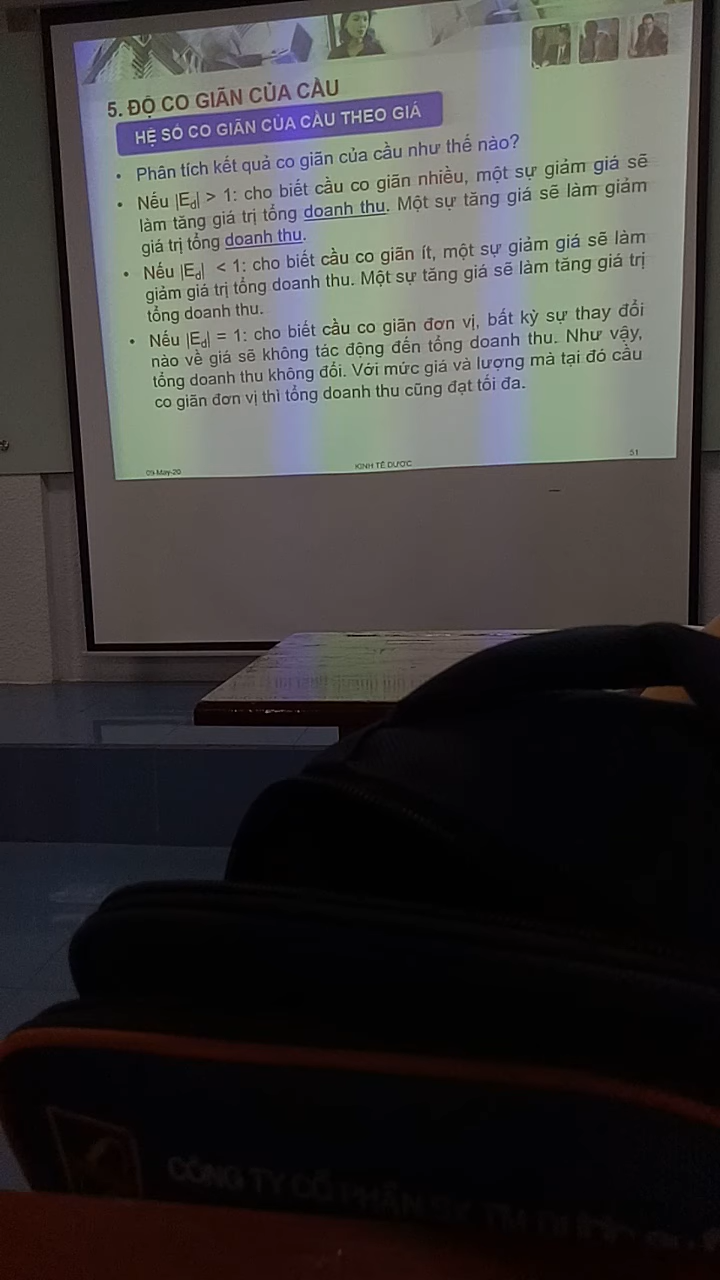 5. ĐỘ CO GIÃN CỦA CẦU
HỆ SỐ CO GIÃN CỦA CẦU THEO GIÁ
• Phân tích kết quả co giãn của cầu như thế nào?
• Nếu |Ed| > 1: cho biết cầu co giãn nhiều, một sự giảm giá sẽ
làm tăng giá trị tổng doanh thu. Một sự tăng giá sẽ làm giảm
giá trị tổng doanh thu.
• Nếu |Ed| < 1: cho biết cầu co giãn ít, một sự giảm giá sẽ làm
giảm giá trị tổng doanh thu. Một sự tăng giá sẽ làm tăng giá trị
tổng doanh thu.
• Nếu |Ed| = 1: cho biết cầu co giãn đơn vị, bất kỳ sự thay đổi
nào về giá sẽ không tác động đến tổng doanh thu. Như vậy,
tổng doanh thu không đổi. Với mức giá và lượng mà tại đó cầu
co giãn đơn vị thì tổng doanh thu cũng đạt tối đa.
09-May-20
KINH TẾ DƯỢC
51
CÔNG TY CỔ PHẦN